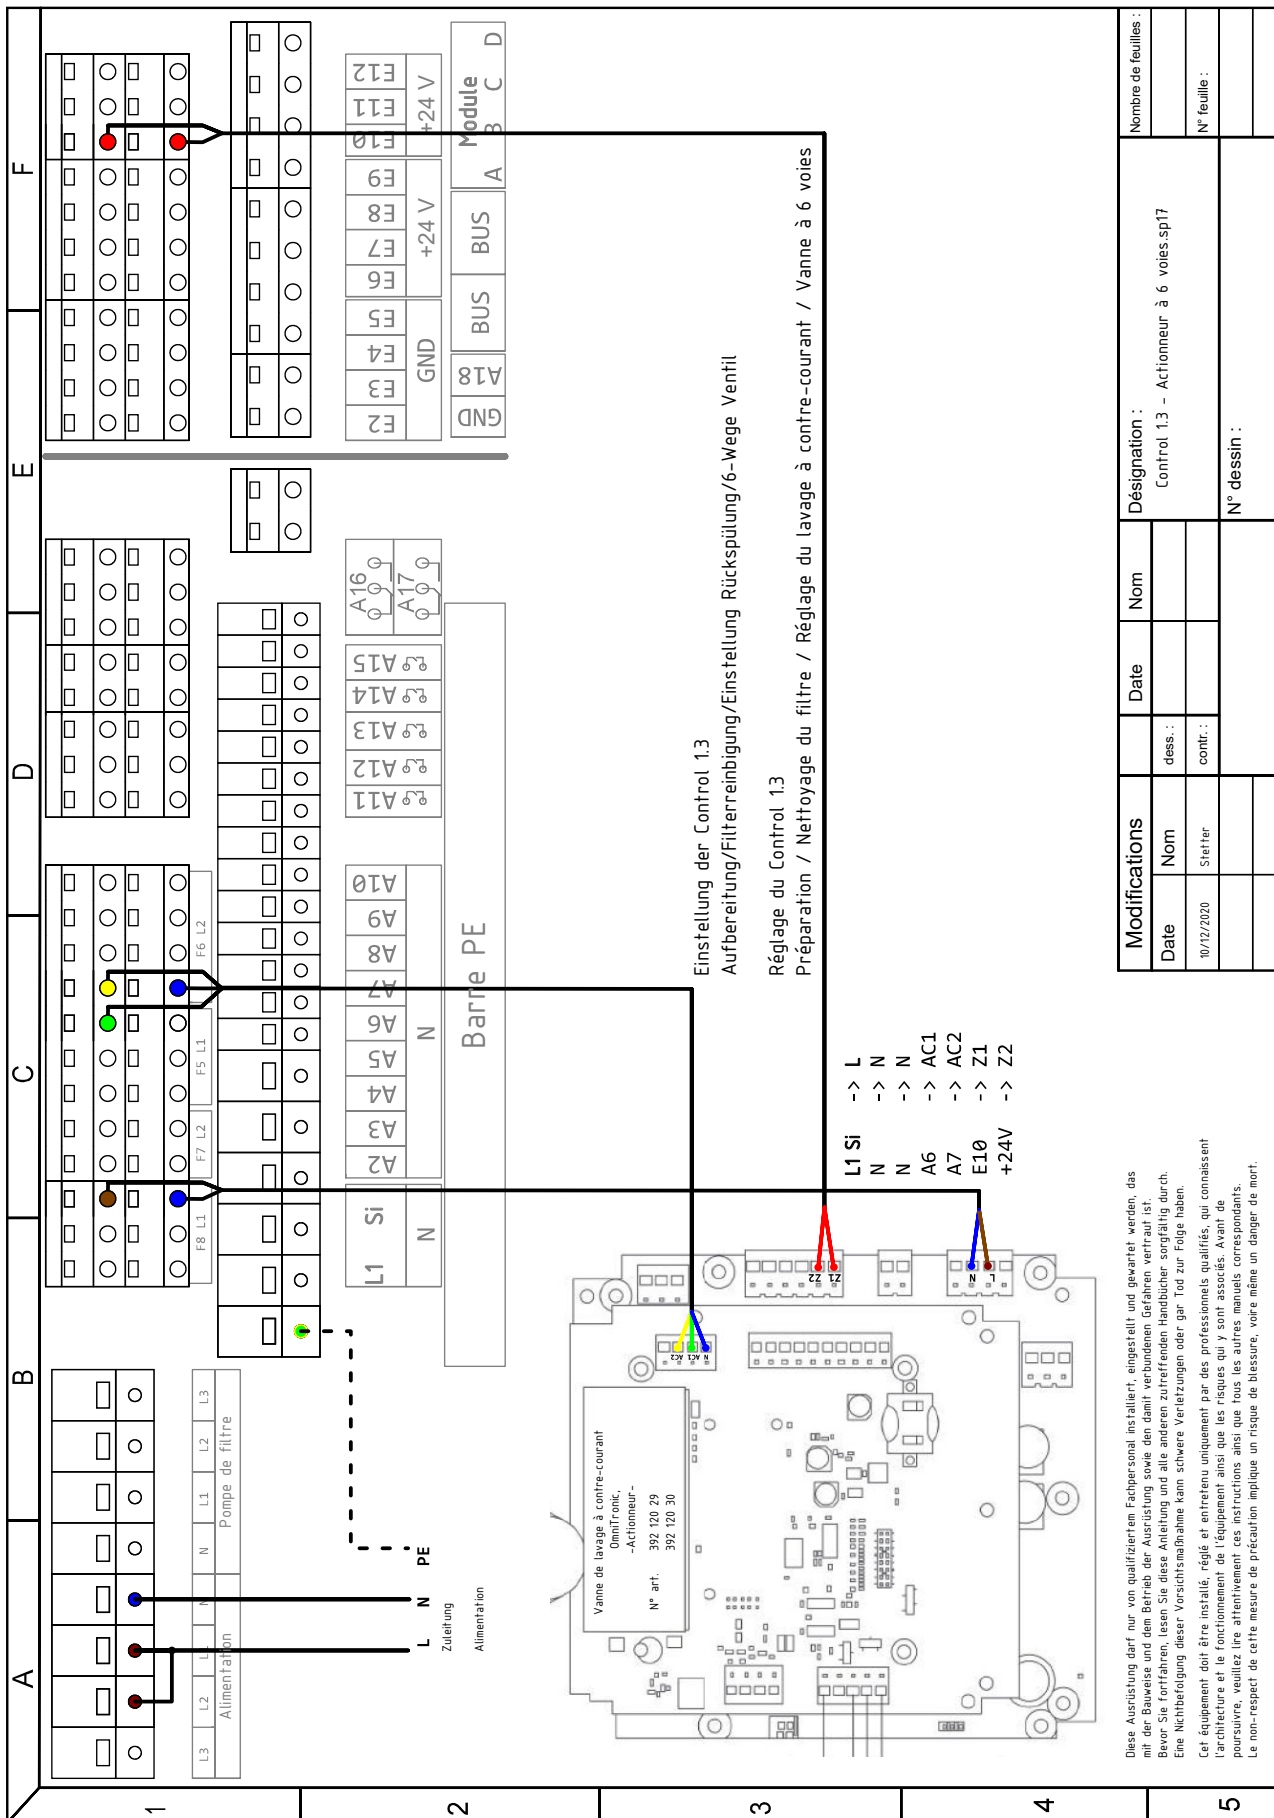 A
B
C
D
E
F
1
2
3
4
5
L3
L2
L1
N
N
L1
L2
L3
Alimentation
Pompe de filtre
F8 L1
F7 L2
F5 L1
F6 L2
L1
Si
A2
A3
A4
A5
A6
A7
A8
A9
A10
N
N
Barre PE
A11
A12
A13
A14
A15
A16
A17
E2
E3
E4
E5
E6
E7
E8
E9
E10
E11
E12
GND
+24 V
+24 V
GND
A18
BUS
BUS
Module
A
B
C
D
L
N
PE
Zuleitung
Alimentation
Einstellung der Control 1.3
Aufbereitung/Filterreinbigung/Einstellung Rückspülung/6-Wege Ventil
Réglage du Control 1.3
Préparation / Nettoyage du filtre / Réglage du lavage à contre-courant / Vanne à 6 voies
L1 Si -> L
N -> N
N -> N
A6 -> AC1
A7 -> AC2
E10 -> Z1
+24V -> Z2
AC2
AC1
N
Z2
Z1
N
L
Vanne de lavage à contre-courant
OmniTronic,
-Actionneur-
N° art. 392 120 29
392 120 30
Diese Ausrüstung darf nur von qualifiziertem Fachpersonal installiert, eingestellt und gewartet werden, das
mit der Bauweise und dem Betrieb der Ausrüstung sowie den damit verbundenen Gefahren vertraut ist.
Bevor Sie fortfahren, lesen Sie diese Anleitung und alle anderen zutreffenden Handbücher sorgfältig durch.
Eine Nichtbefolgung dieser Vorsichtsmaßnahme kann schwere Verletzungen oder gar Tod zur Folge haben.
Cet équipement doit être installé, réglé et entretenu uniquement par des professionnels qualifiés, qui connaissent
l'architecture et le fonctionnement de l'équipement ainsi que les risques qui y sont associés. Avant de
poursuivre, veuillez lire attentivement ces instructions ainsi que tous les autres manuels correspondants.
Le non-respect de cette mesure de précaution implique un risque de blessure, voire même un danger de mort.
Modifications
Date
Nom
10/12/2020
Stetter
Date
Nom
dess. :
contr. :
Désignation :
Control 1.3 - Actionneur à 6 voies.sp17
N° dessin :
Nombre de feuilles :
N° feuille :